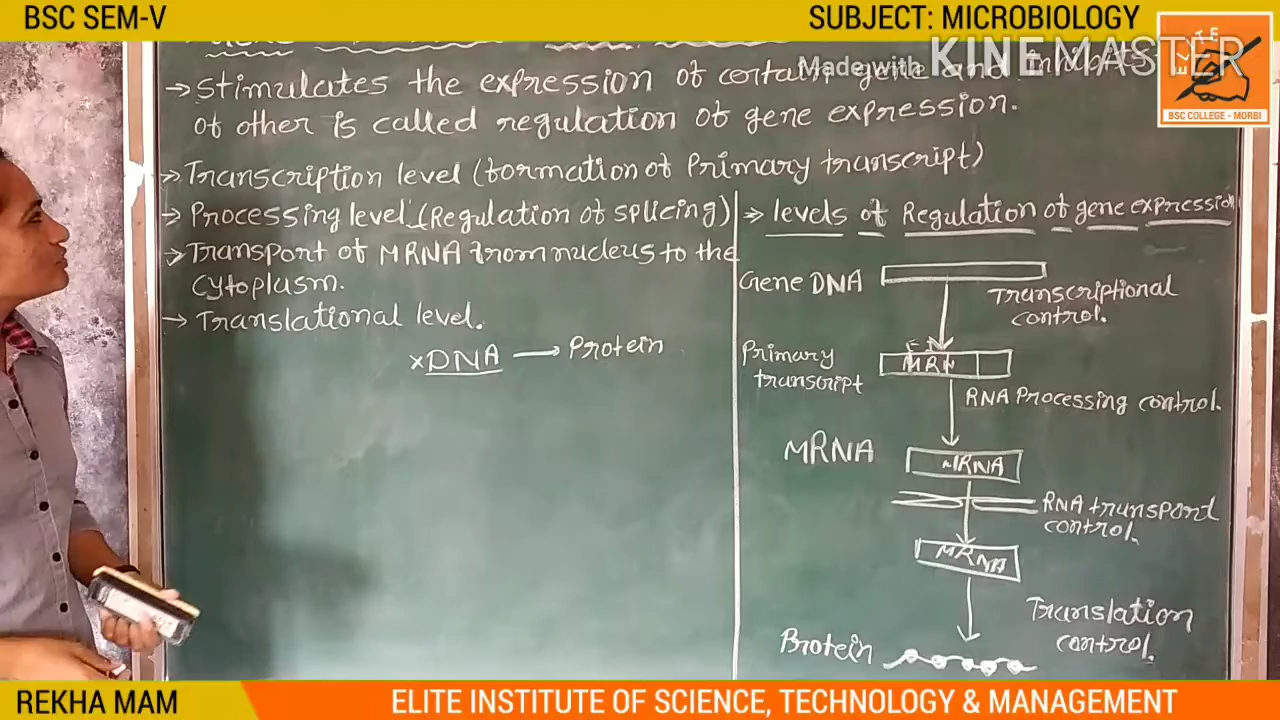 BSC SEM-V
SUBJECT: MICROBIOLOGY
Made with KINEMASTER
ELITE
BSC COLLEGE - MORBI
→ Stimulates the expression of certain gene and inhibits
of other is called regulation of gene expression.
→ Transcription level (formation of Primary transcript)
→ Processing level (Regulation of splicing)
→ Transport of MRNA from nucleus to the
cytoplasm.
→ Translational level.
×DNA → Protein
→ levels of Regulation of gene expression
Gene DNA
Transcriptional
control.
Primary
transcript
MRN
RNA Processing control.
MRNA
MRNA
RNA transport
control.
MRNA
Translation
control.
Protein
REKHA MAM
ELITE INSTITUTE OF SCIENCE, TECHNOLOGY & MANAGEMENT